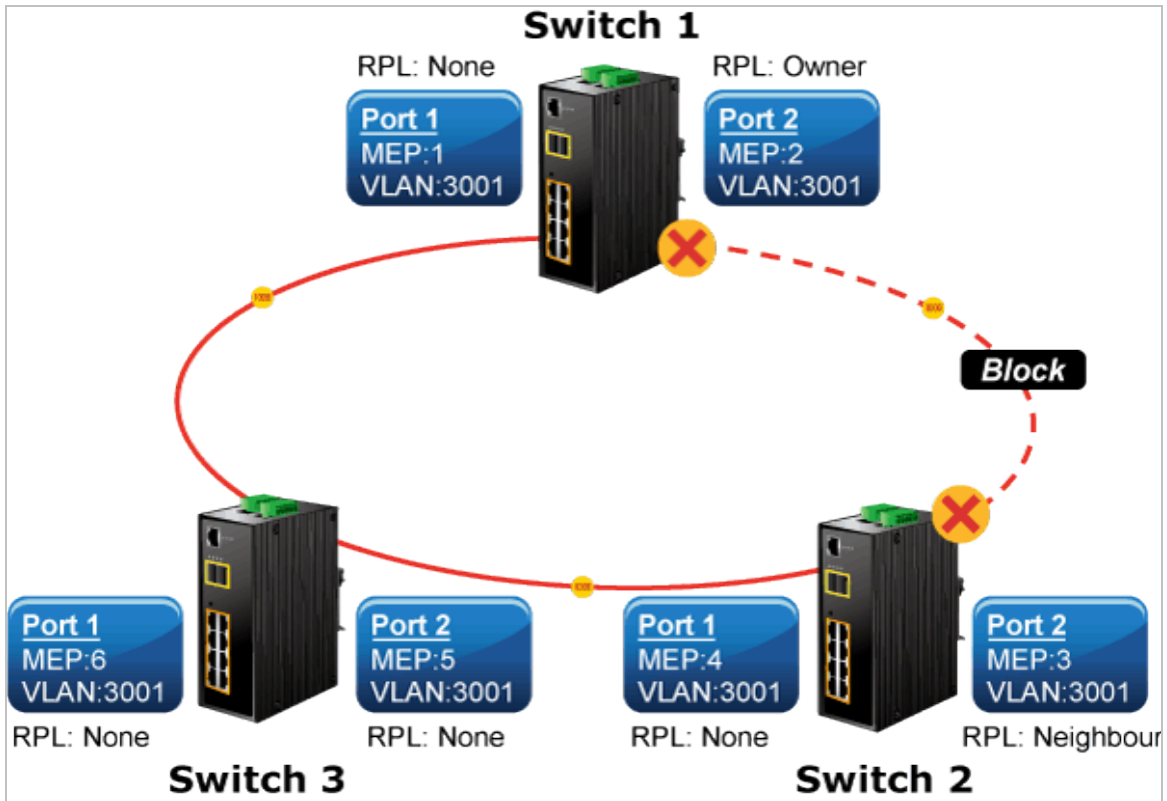 Switch 1
RPL: None
RPL: Owner
Port 1
MEP:1
VLAN:3001
Port 2
MEP:2
VLAN:3001
Block
Port 1
MEP:6
VLAN:3001
Port 2
MEP:5
VLAN:3001
Port 1
MEP:4
VLAN:3001
Port 2
MEP:3
VLAN:3001
RPL: None
RPL: None
RPL: None
RPL: Neighbour
Switch 3
Switch 2